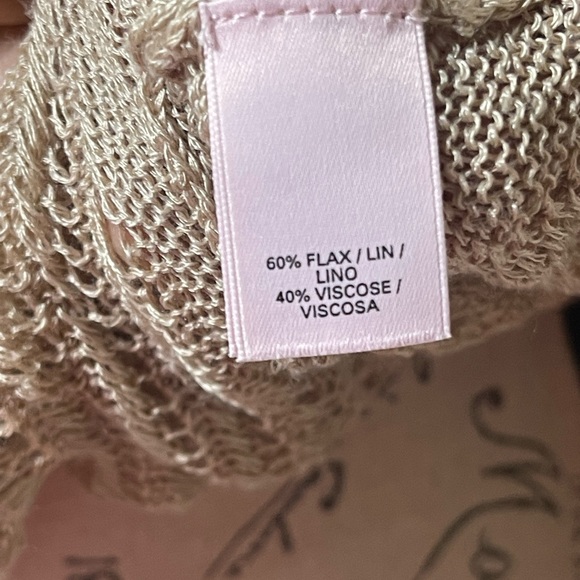 60% FLAX / LIN /
LINO
40% VISCOSE /
VISCOSA